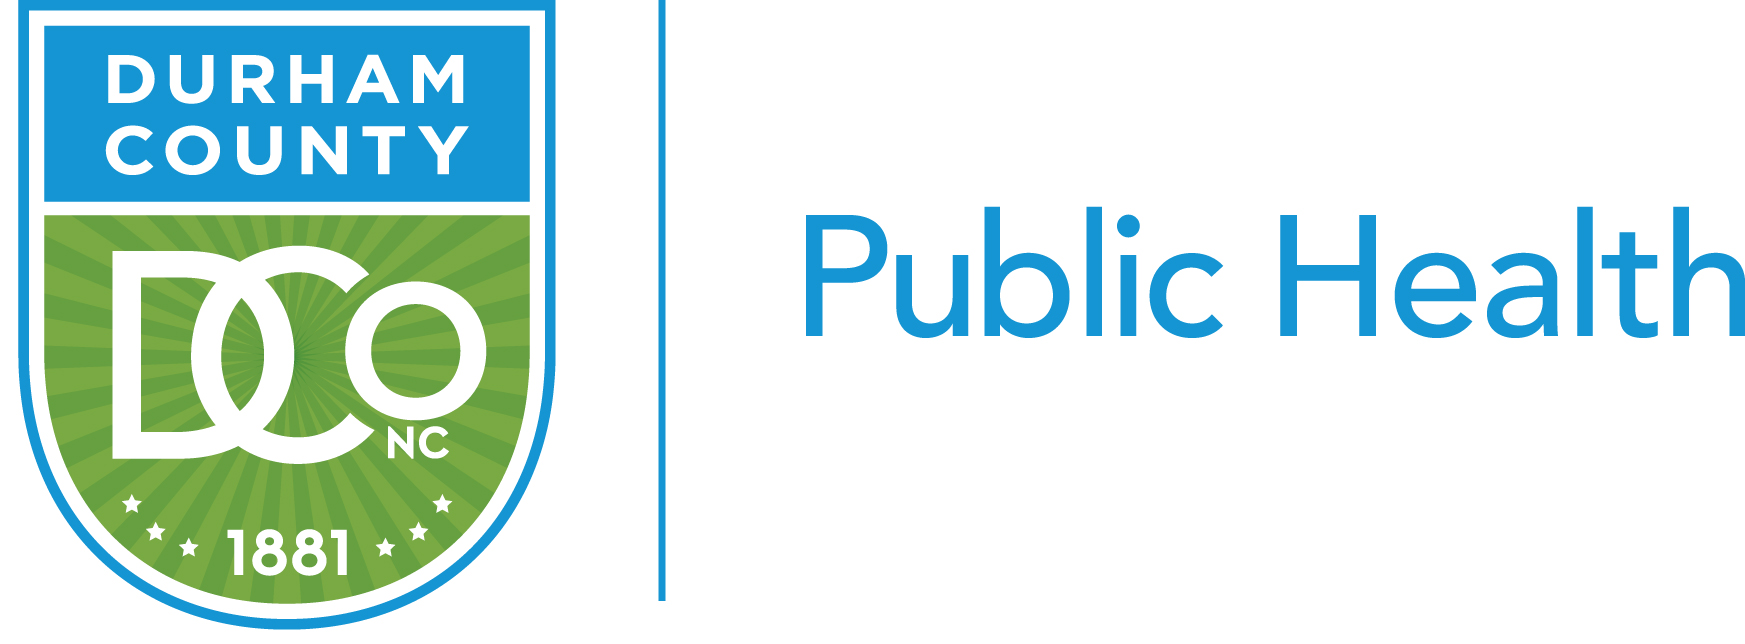 DURHAM
COUNTY
DCo
NC
1881
Public Health